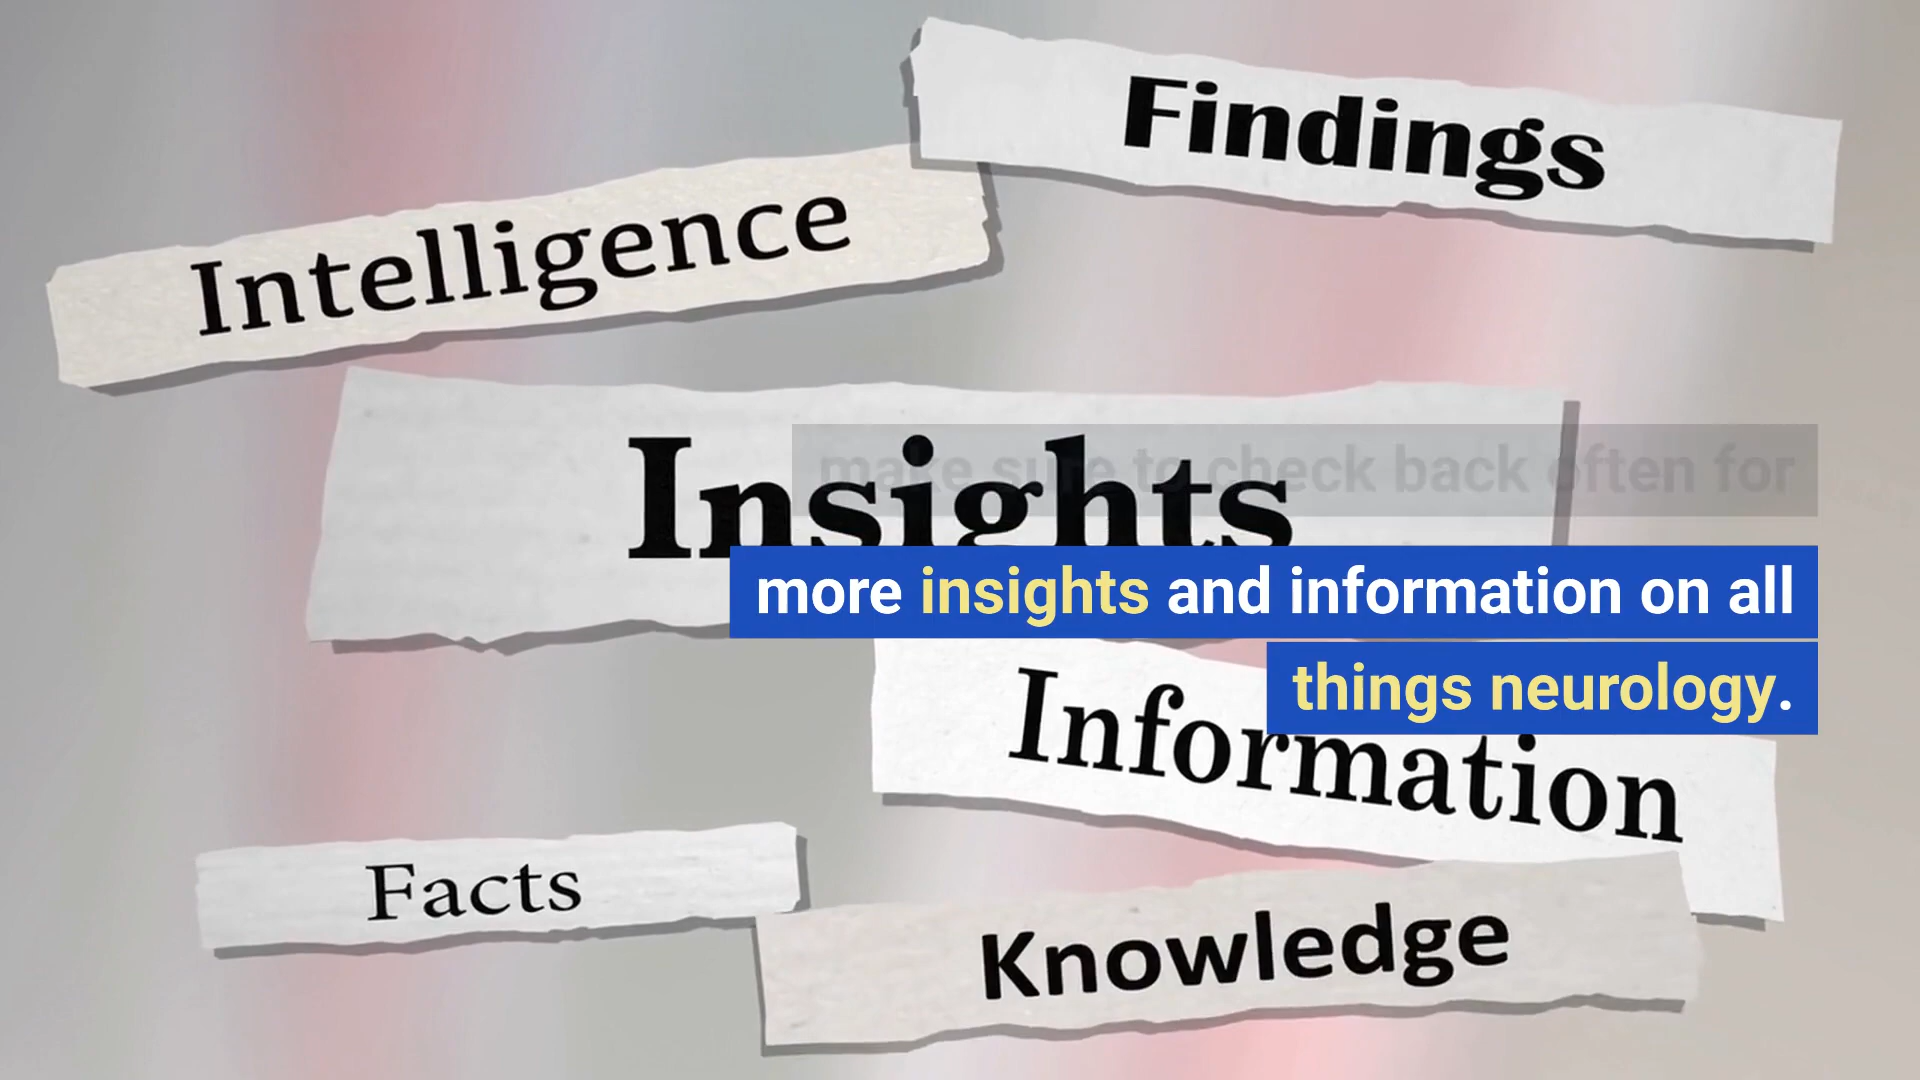 Findings
Intelligence
Insights
make sure to check back often for
more insights and information on all
things neurology.
Information
Facts
Knowledge